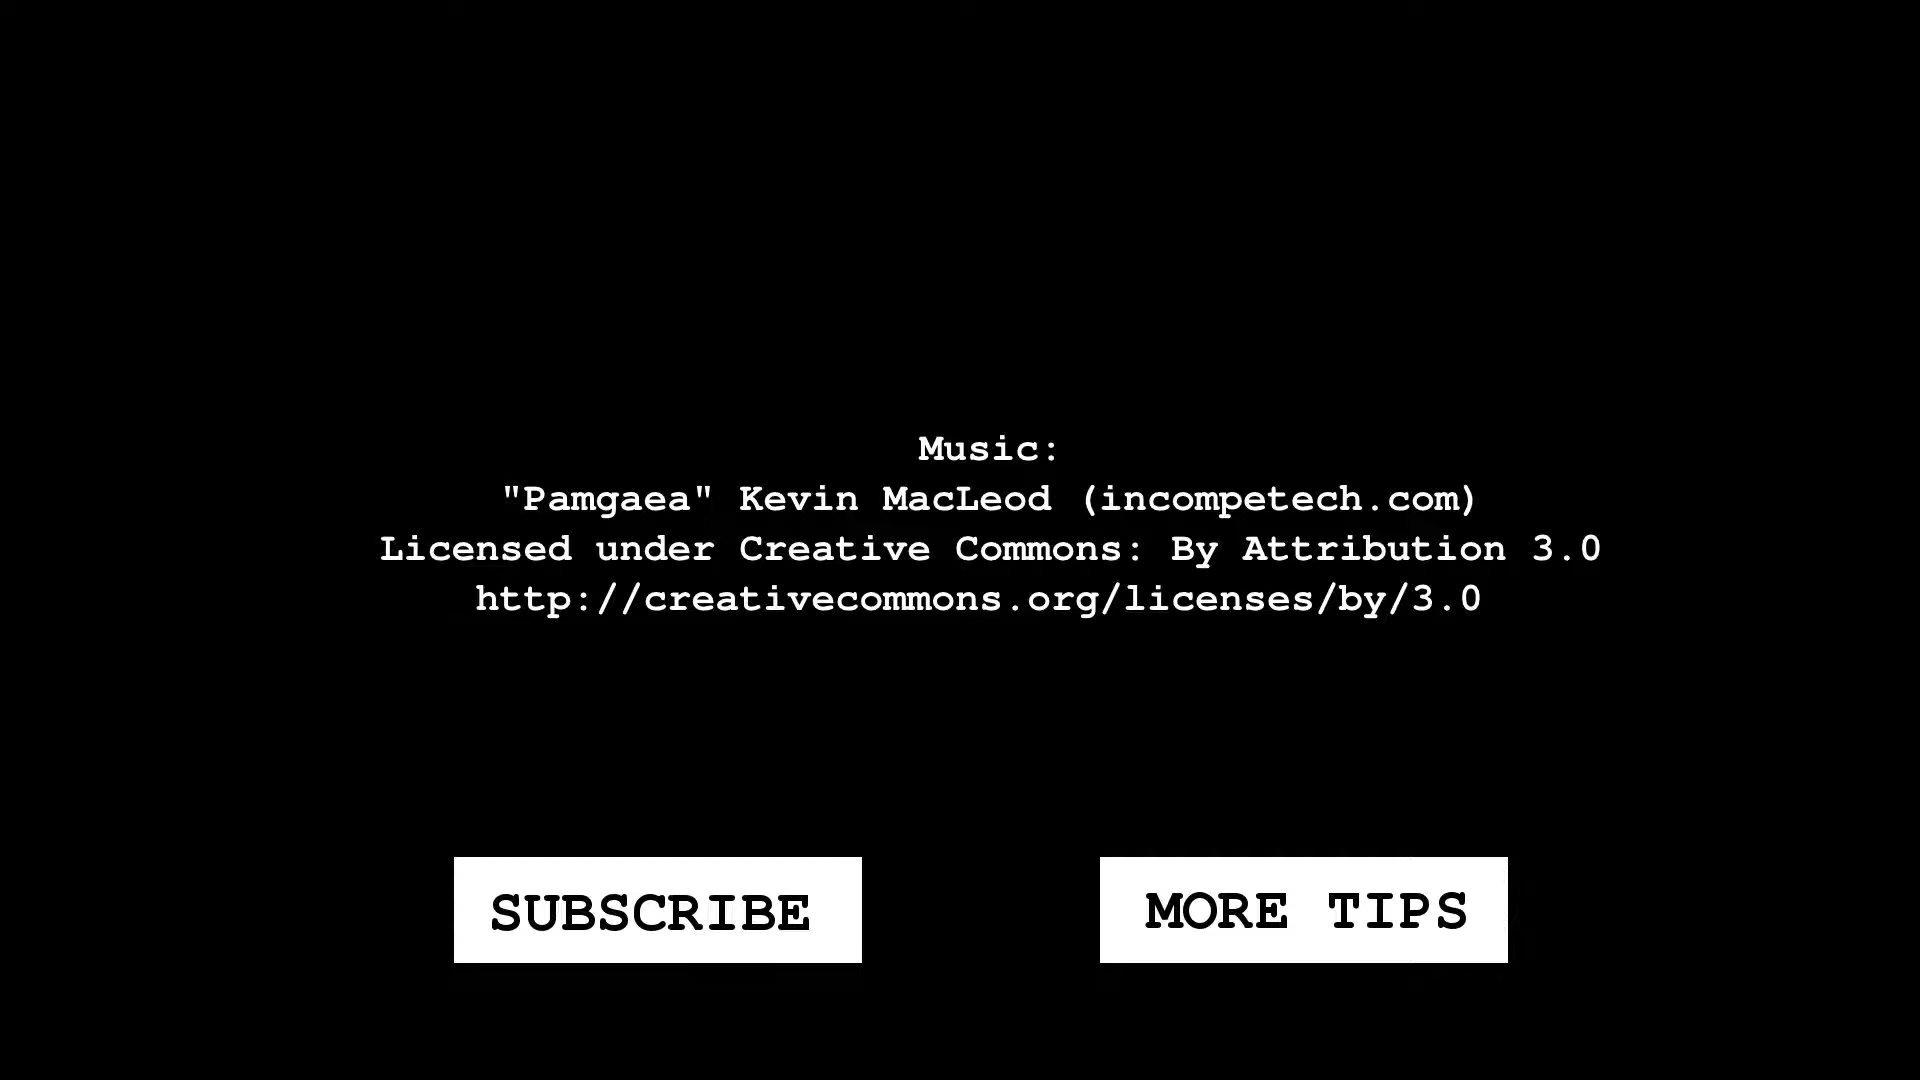 Music:
"Pamgaea" Kevin MacLeod (incompetech.com)
Licensed under Creative Commons: By Attribution 3.0
http://creativecommons.org/licenses/by/3.0
SUBSCRIBE
MORE TIPS